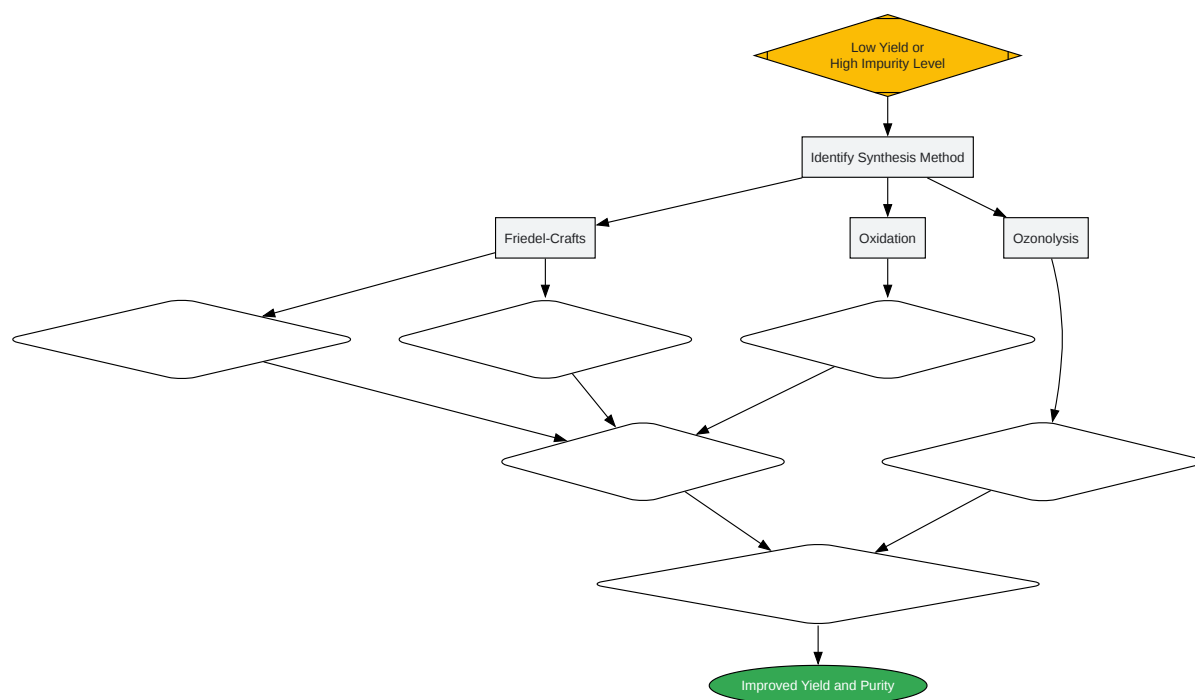 Low Yield or
High Impurity Level
Identify Synthesis Method
Friedel-Crafts
Oxidation
Ozonolysis
Improved Yield and Purity